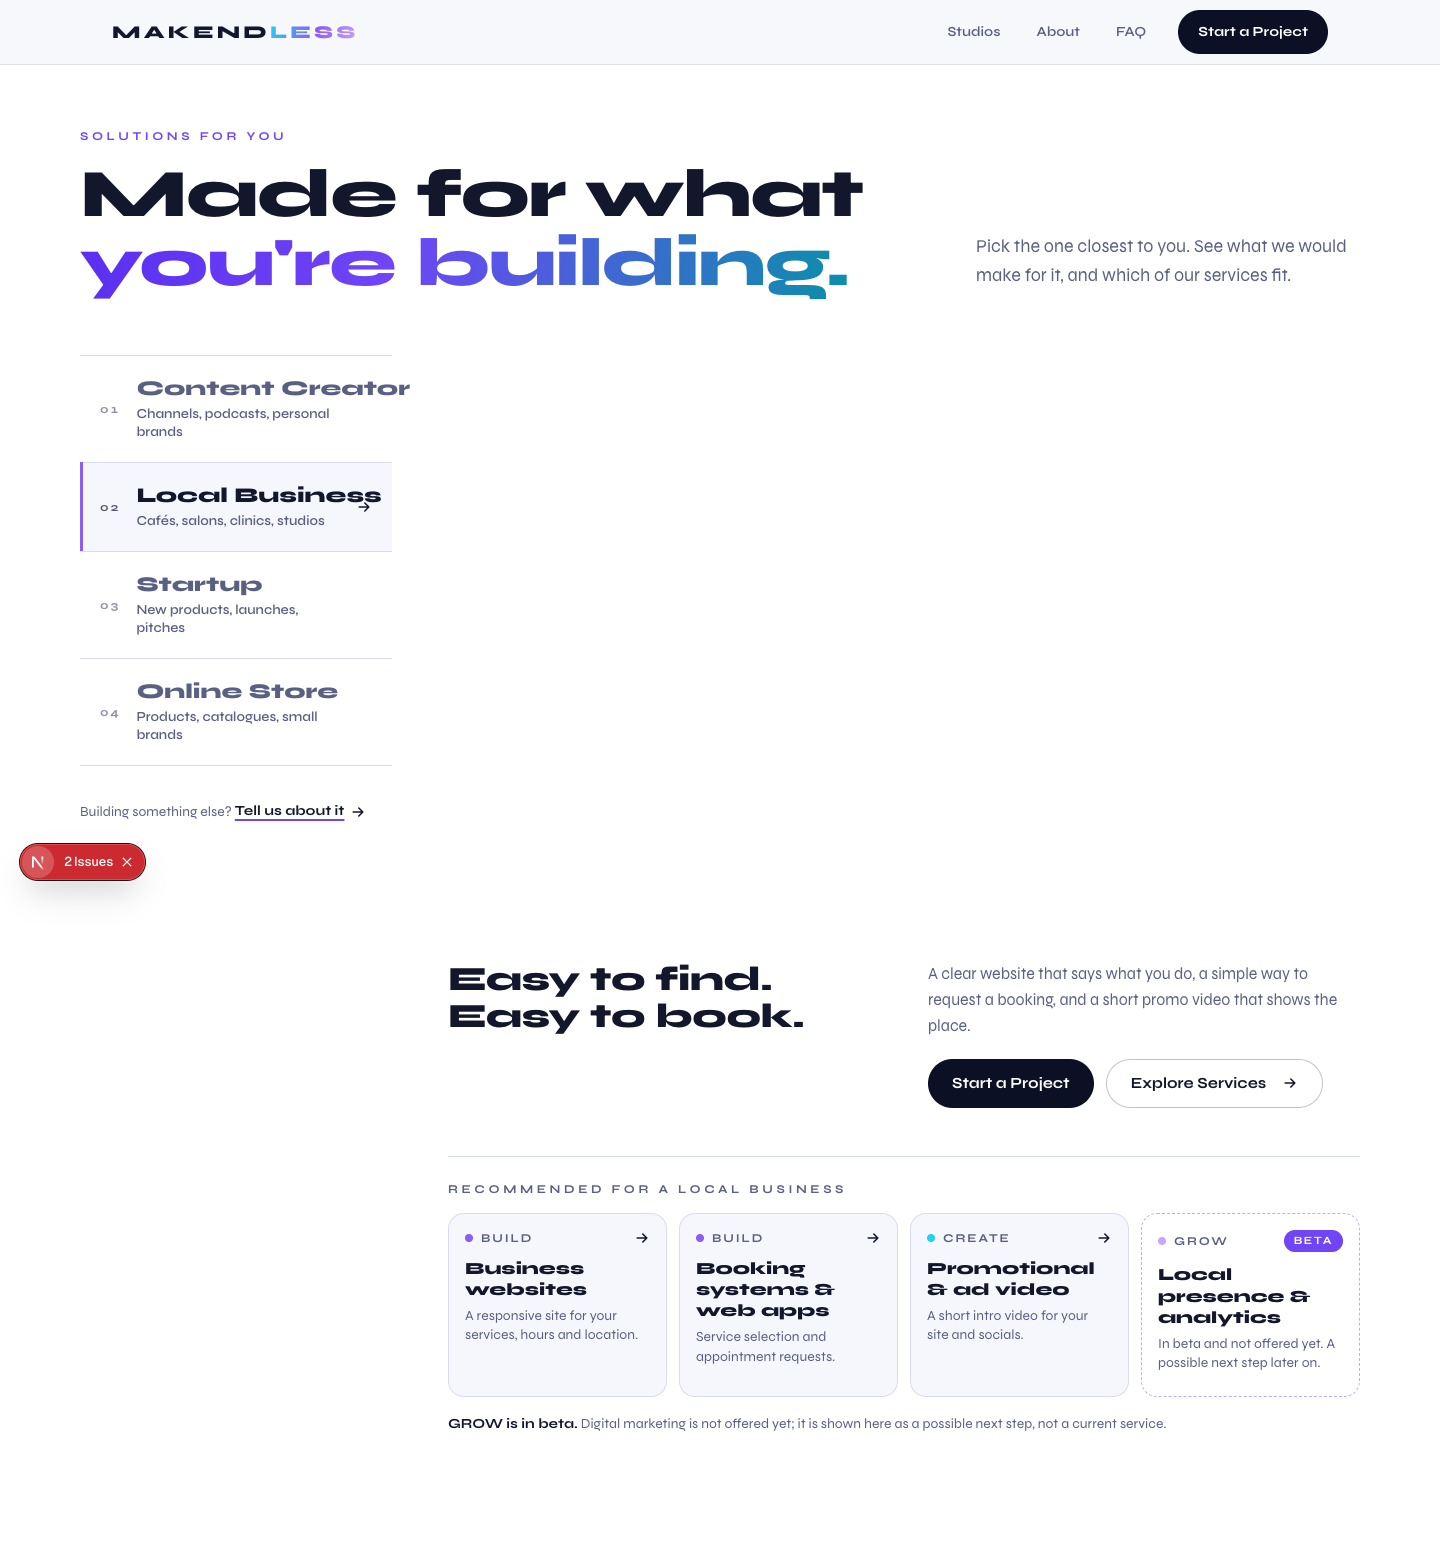 MAKENDLESS
Studios
About
FAQ
Start a Project
SOLUTIONS FOR YOU
Made for what
you're building.
Pick the one closest to you. See what we would
make for it, and which of our services fit.
01
Content Creator
Channels, podcasts, personal
brands
02
Local Business
→
Cafés, salons, clinics, studios
03
Startup
New products, launches,
pitches
04
Online Store
Products, catalogues, small
brands
Building something else? Tell us about it →
N 2 Issues ×
Easy to find.
Easy to book.
A clear website that says what you do, a simple way to
request a booking, and a short promo video that shows the
place.
Start a Project
Explore Services →
RECOMMENDED FOR A LOCAL BUSINESS
BUILD →
Business
websites
A responsive site for your
services, hours and location.
BUILD →
Booking
systems &
web apps
Service selection and
appointment requests.
CREATE →
Promotional
& ad video
A short intro video for your
site and socials.
GROW BETA
Local
presence &
analytics
In beta and not offered yet. A
possible next step later on.
GROW is in beta. Digital marketing is not offered yet; it is shown here as a possible next step, not a current service.